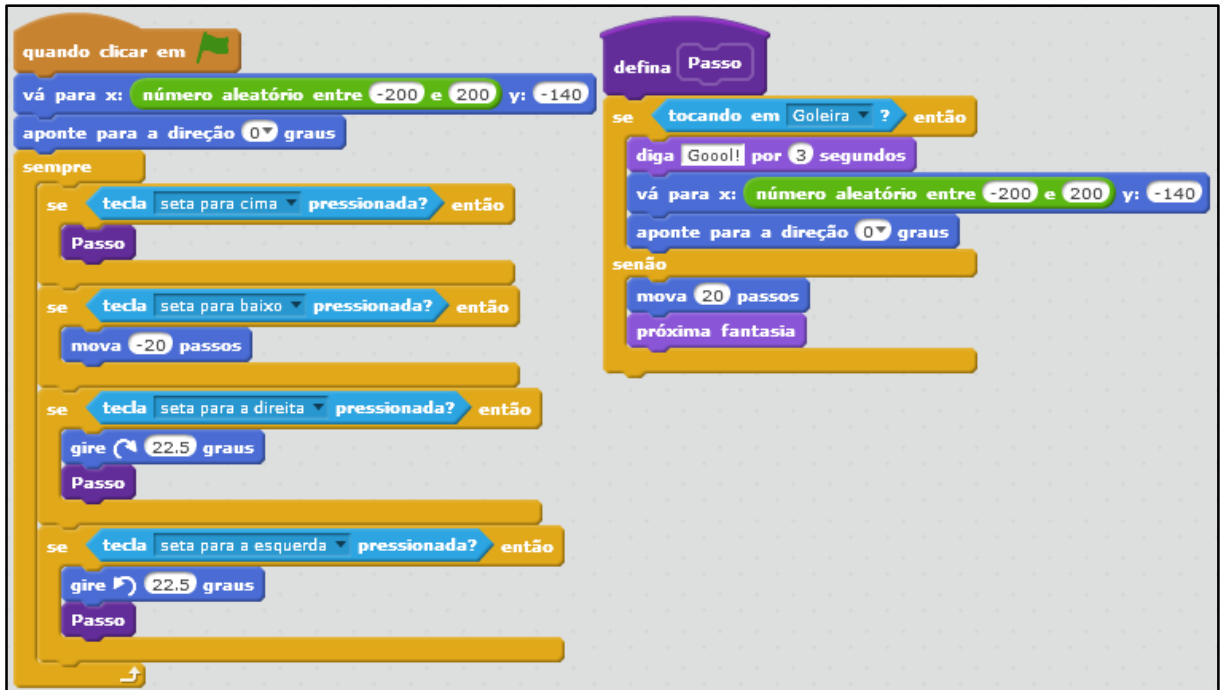 quando clicar em
vá para x: número aleatório entre -200 e 200 y: -140
aponte para a direção 0 graus
sempre
se tecla seta para cima pressionada? então
Passo
se tecla seta para baixo pressionada? então
mova -20 passos
se tecla seta para a direita pressionada? então
gire 22.5 graus
Passo
se tecla seta para a esquerda pressionada? então
gire 22.5 graus
Passo
defina Passo
se tocando em Goleira ? então
diga Goool! por 3 segundos
vá para x: número aleatório entre -200 e 200 y: -140
aponte para a direção 0 graus
senão
mova 20 passos
próxima fantasia